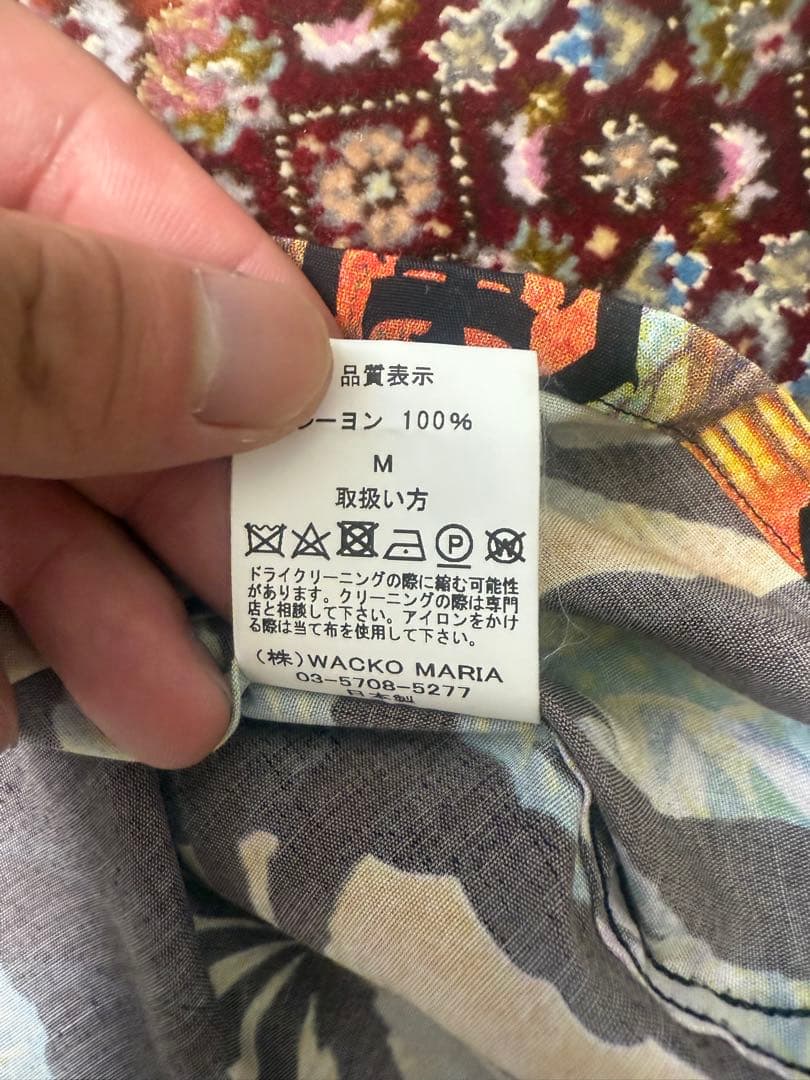 品質表示
レーヨン 100%
M
取扱い方
P W
ドライクリーニングの際に縮む可能性
があります。クリーニングの際は専門
店と相談して下さい。アイロンをかけ
る際は当て布を使用して下さい。
(株)WACKO MARIA
03-5708-5277
日本製